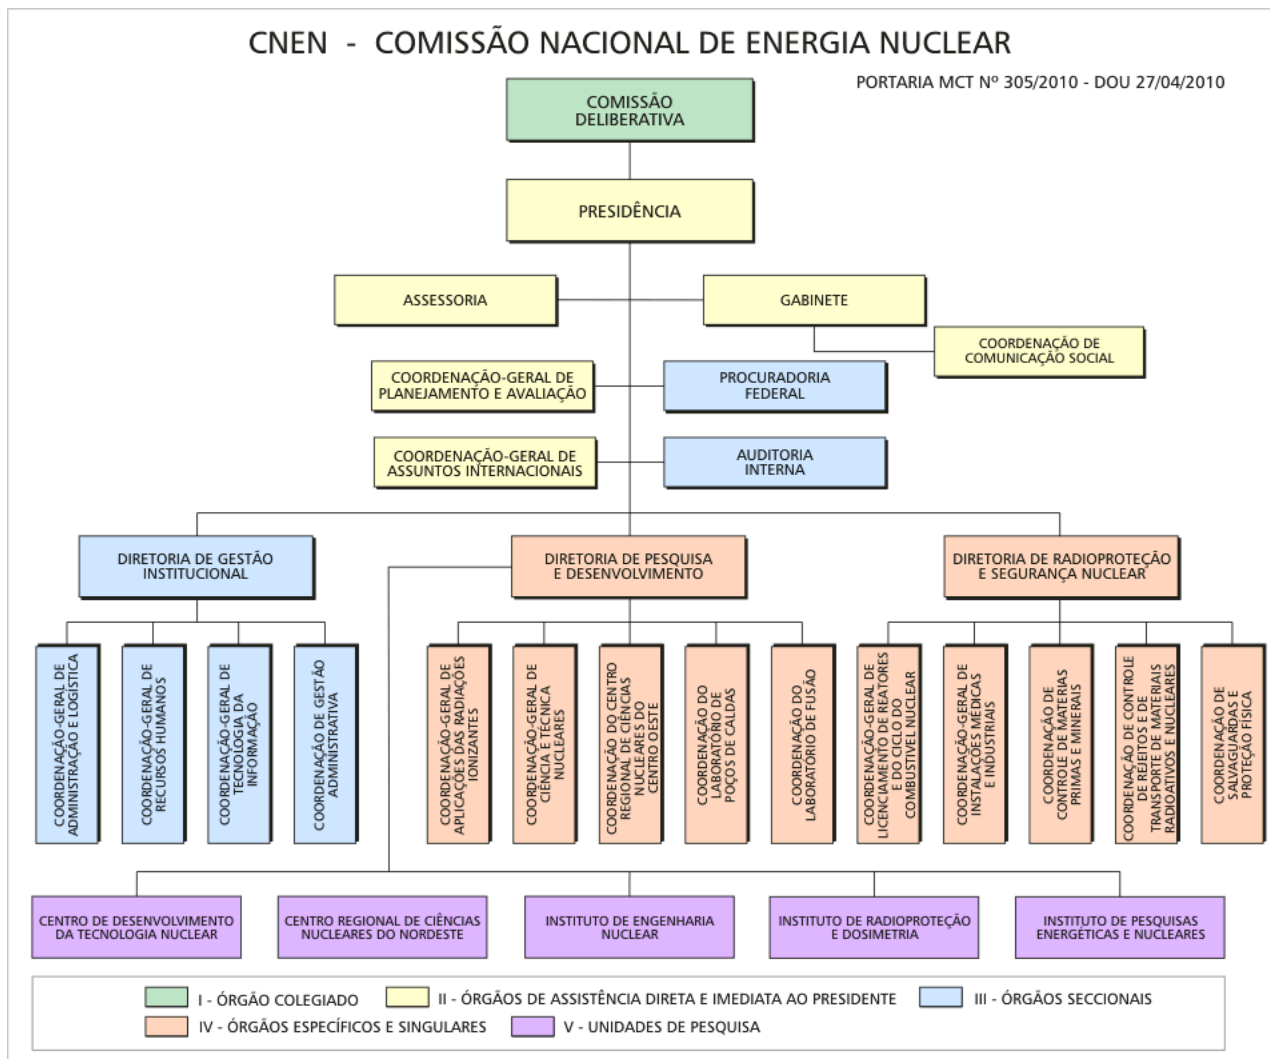 CNEN - COMISSÃO NACIONAL DE ENERGIA NUCLEAR
PORTARIA MCT Nº 305/2010 - DOU 27/04/2010
COMISSÃO
DELIBERATIVA
PRESIDÊNCIA
ASSESSORIA
GABINETE
COORDENAÇÃO DE
COMUNICAÇÃO SOCIAL
COORDENAÇÃO-GERAL DE
PLANEJAMENTO E AVALIAÇÃO
PROCURADORIA
FEDERAL
COORDENAÇÃO-GERAL DE
ASSUNTOS INTERNACIONAIS
AUDITORIA
INTERNA
DIRETORIA DE GESTÃO
INSTITUCIONAL
DIRETORIA DE PESQUISA
E DESENVOLVIMENTO
DIRETORIA DE RADIOPROTEÇÃO
E SEGURANÇA NUCLEAR
COORDENAÇÃO-GERAL DE
ADMINISTRAÇÃO E LOGÍSTICA
COORDENAÇÃO-GERAL DE
RECURSOS HUMANOS
COORDENAÇÃO-GERAL DE
TECNOLOGIA DA
INFORMAÇÃO
COORDENAÇÃO DE GESTÃO
ADMINISTRATIVA
COORDENAÇÃO-GERAL DE
APLICAÇÕES DAS RADIAÇÕES
IONIZANTES
COORDENAÇÃO-GERAL DE
CIÊNCIA E TÉCNICA
NUCLEARES
COORDENAÇÃO DO CENTRO
REGIONAL DE CIÊNCIAS
NUCLEARES DO
CENTRO OESTE
COORDENAÇÃO DO
LABORATÓRIO DE
POÇOS DE CALDAS
COORDENAÇÃO DO
LABORATORIO DE FUSÃO
COORDENAÇÃO-GERAL DE
LICENCIAMENTO DE REATORES
E DO CICLO DO
COMBUSTIVEL NUCLEAR
COORDENAÇÃO-GERAL DE
INSTALAÇÕES MÉDICAS
E INDUSTRIAIS
COORDENAÇÃO DE
CONTROLE DE MATERIAS
PRIMAS E MINERAIS
COORDENAÇÃO DE CONTROLE
DE REJEITOS E DE
TRANSPORTE DE MATERIAIS
RADIOATIVOS E NUCLEARES
COORDENAÇÃO DE
SALVAGUARDAS E
PROTEÇÃO FÍSICA
CENTRO DE DESENVOLVIMENTO
DA TECNOLOGIA NUCLEAR
CENTRO REGIONAL DE CIÊNCIAS
NUCLEARES DO NORDESTE
INSTITUTO DE ENGENHARIA
NUCLEAR
INSTITUTO DE RADIOPROTEÇÃO
E DOSIMETRIA
INSTITUTO DE PESQUISAS
ENERGÉTICAS E NUCLEARES
I - ÓRGÃO COLEGIADO
II - ÓRGÃOS DE ASSISTÊNCIA DIRETA E IMEDIATA AO PRESIDENTE
III - ÓRGÃOS SECCIONAIS
IV - ÓRGÃOS ESPECÍFICOS E SINGULARES
V - UNIDADES DE PESQUISA